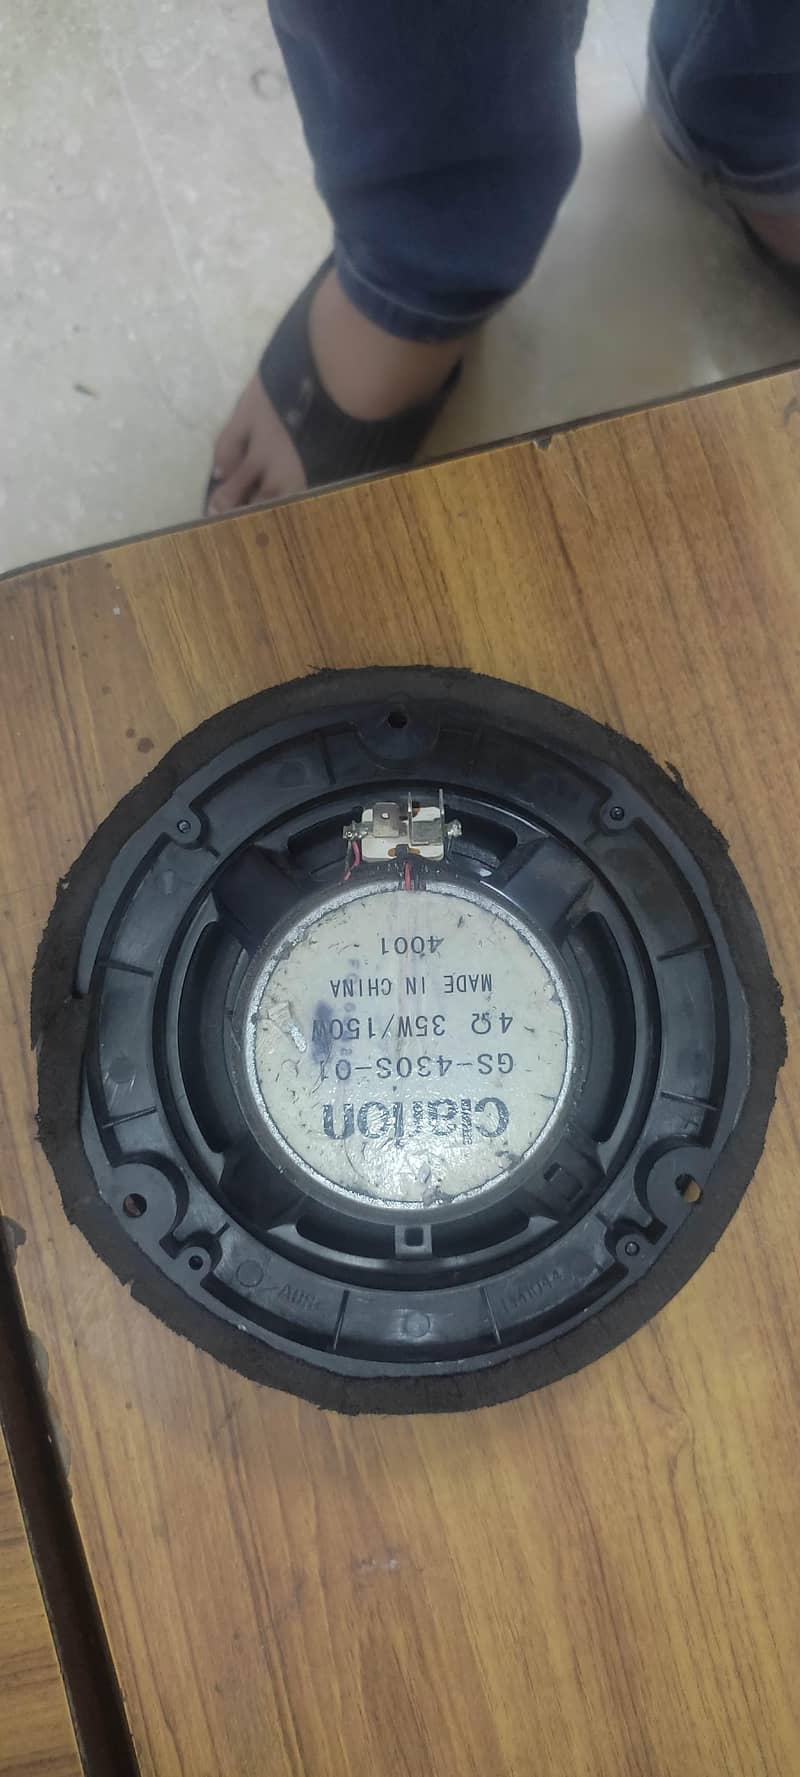 Clarion
GS-430S-01
4Ω 35W/150W
MADE IN CHINA
4001